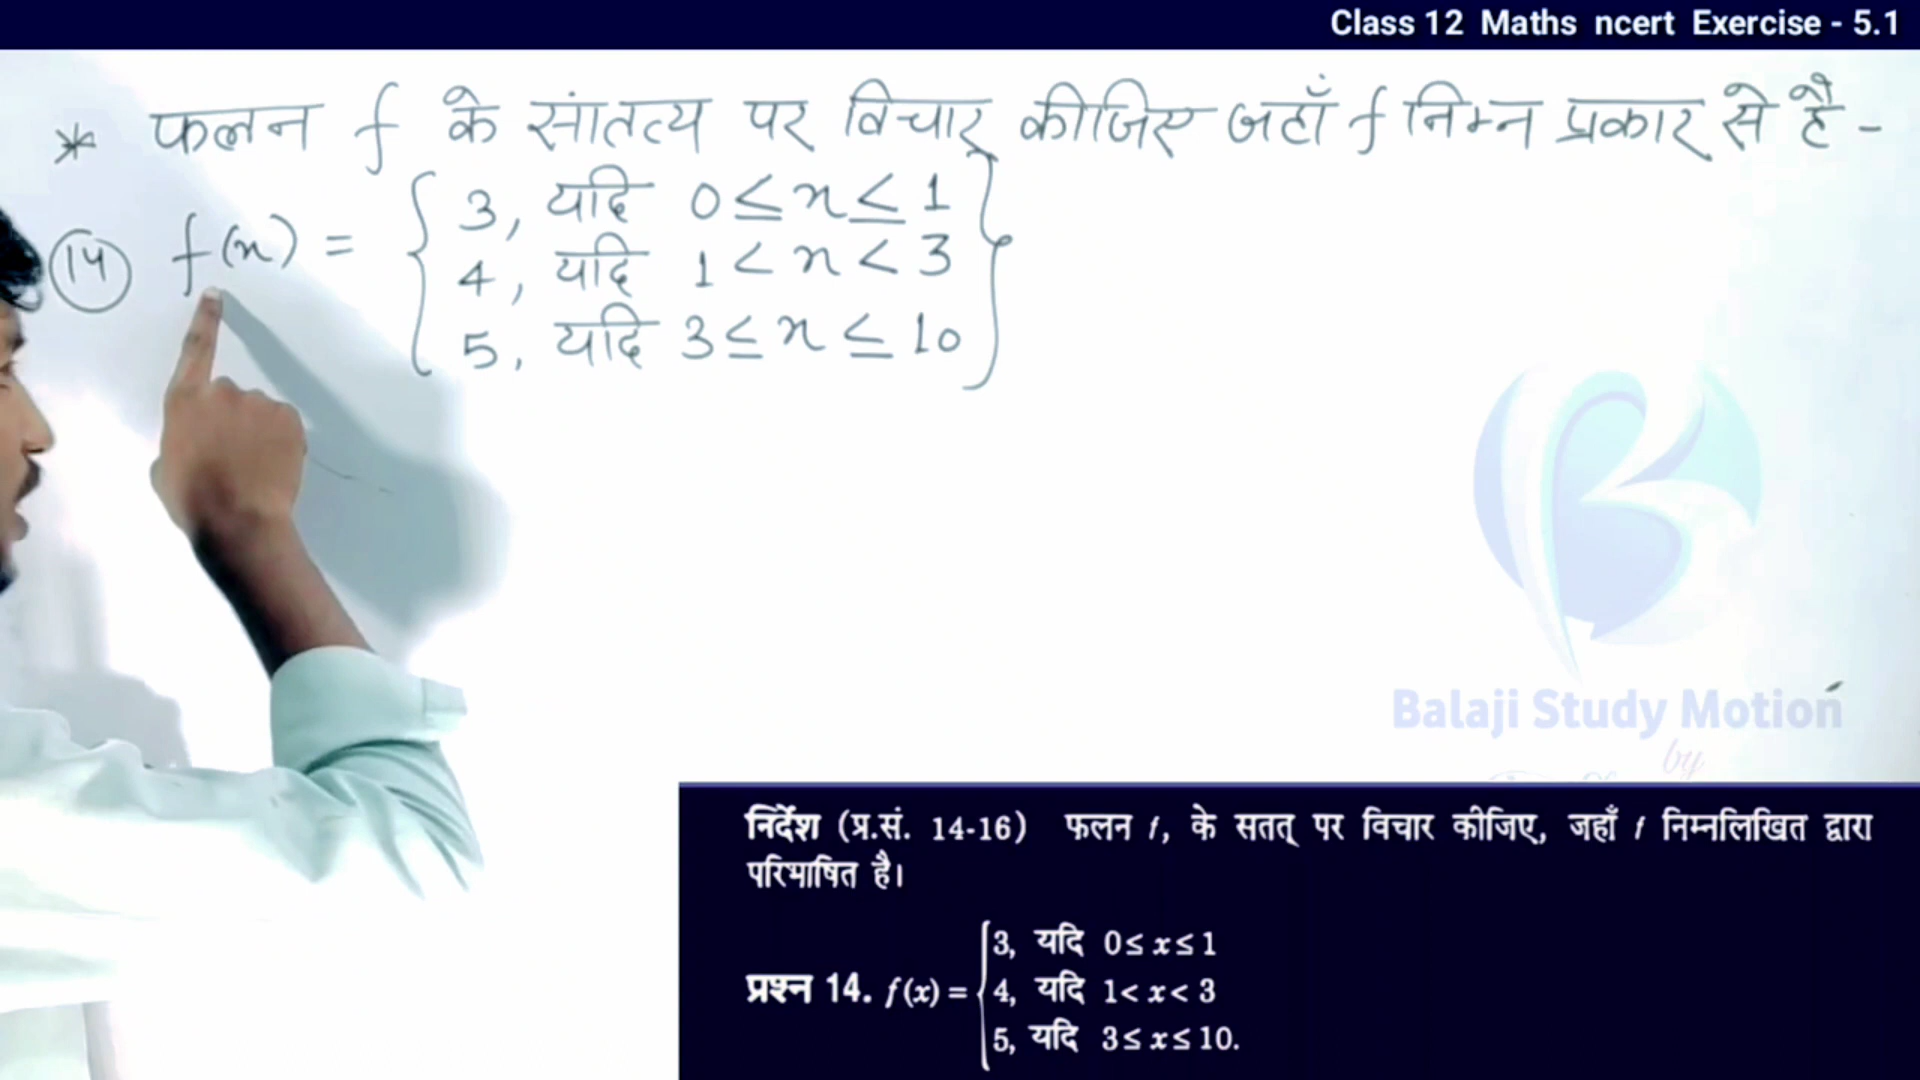 Class 12 Maths ncert Exercise - 5.1
* फलन f के सांतत्य पर विचार कीजिए जहाँ f निम्न प्रकार से है -
(14) f(x) = { 3, यदि 0 ≤ x ≤ 1
4, यदि 1 < x < 3
5, यदि 3 ≤ x ≤ 10 }
Balaji Study Motion
by
निर्देश (प्र.सं. 14-16) फलन f, के सतत् पर विचार कीजिए, जहाँ f निम्नलिखित द्वारा
परिभाषित है।
प्रश्न 14. f(x) = { 3, यदि 0 ≤ x ≤ 1
4, यदि 1 < x < 3
5, यदि 3 ≤ x ≤ 10.